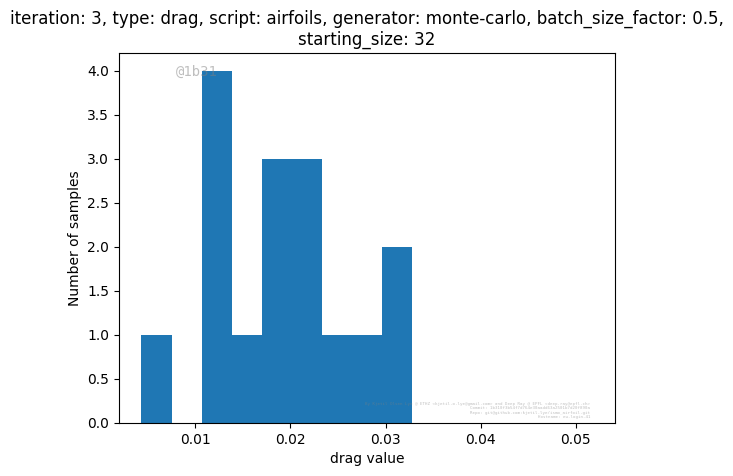 iteration: 3, type: drag, script: airfoils, generator: monte-carlo, batch_size_factor: 0.5,
starting_size: 32
@1b31
4.0
3.5
3.0
2.5
2.0
1.5
1.0
0.5
0.0
Number of samples
0.01 0.02 0.03 0.04 0.05
drag value